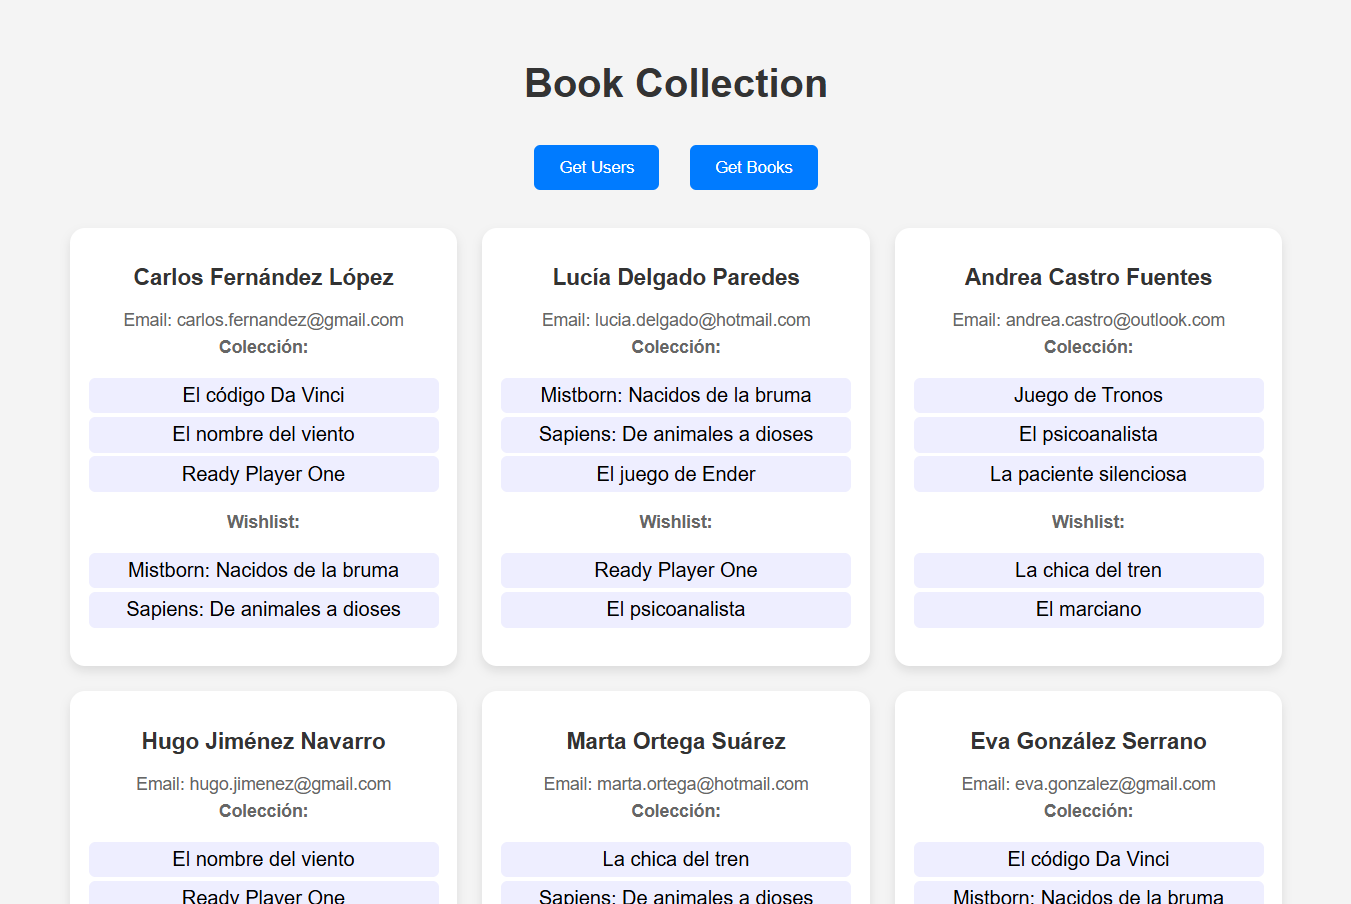 Book Collection
Get Users
Get Books
Carlos Fernández López
Email: carlos.fernandez@gmail.com
Colección:
El código Da Vinci
El nombre del viento
Ready Player One
Wishlist:
Mistborn: Nacidos de la bruma
Sapiens: De animales a dioses
Lucía Delgado Paredes
Email: lucia.delgado@hotmail.com
Colección:
Mistborn: Nacidos de la bruma
Sapiens: De animales a dioses
El juego de Ender
Wishlist:
Ready Player One
El psicoanalista
Andrea Castro Fuentes
Email: andrea.castro@outlook.com
Colección:
Juego de Tronos
El psicoanalista
La paciente silenciosa
Wishlist:
La chica del tren
El marciano
Hugo Jiménez Navarro
Email: hugo.jimenez@gmail.com
Colección:
El nombre del viento
Ready Player One
Marta Ortega Suárez
Email: marta.ortega@hotmail.com
Colección:
La chica del tren
Sapiens: De animales a dioses
Eva González Serrano
Email: eva.gonzalez@gmail.com
Colección:
El código Da Vinci
Mistborn: Nacidos de la bruma